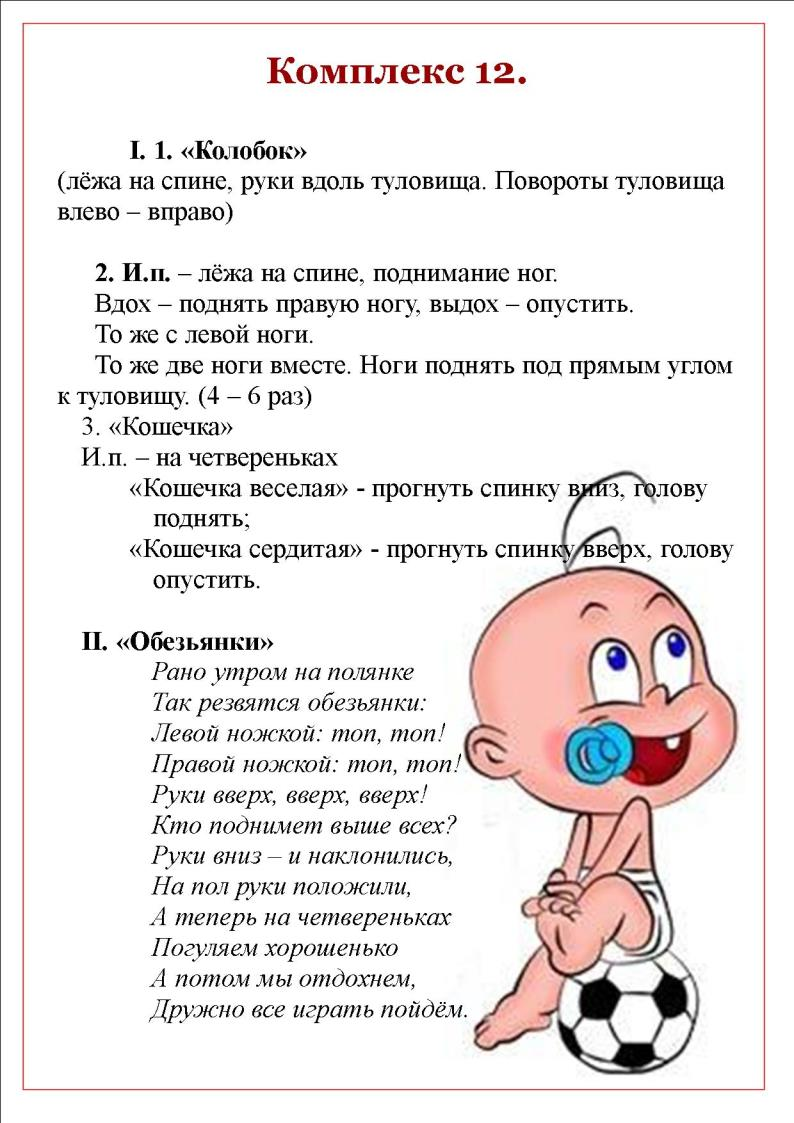 Комплекс 12.
I. 1. «Колобок»
(лёжа на спине, руки вдоль туловища. Повороты туловища
влево – вправо)
2. И.п. – лёжа на спине, поднимание ног.
Вдох – поднять правую ногу, выдох – опустить.
То же с левой ноги.
То же две ноги вместе. Ноги поднять под прямым углом
к туловищу. (4 – 6 раз)
3. «Кошечка»
И.п. – на четвереньках
«Кошечка веселая» - прогнуть спинку вниз, голову
поднять;
«Кошечка сердитая» - прогнуть спинку вверх, голову
опустить.
II. «Обезьянки»
Рано утром на полянке
Так резвятся обезьянки:
Левой ножкой: топ, топ!
Правой ножкой: топ, топ!
Руки вверх, вверх, вверх!
Кто поднимет выше всех?
Руки вниз – и наклонились,
На пол руки положили,
А теперь на четвереньках
Погуляем хорошенько
А потом мы отдохнем,
Дружно все играть пойдём.